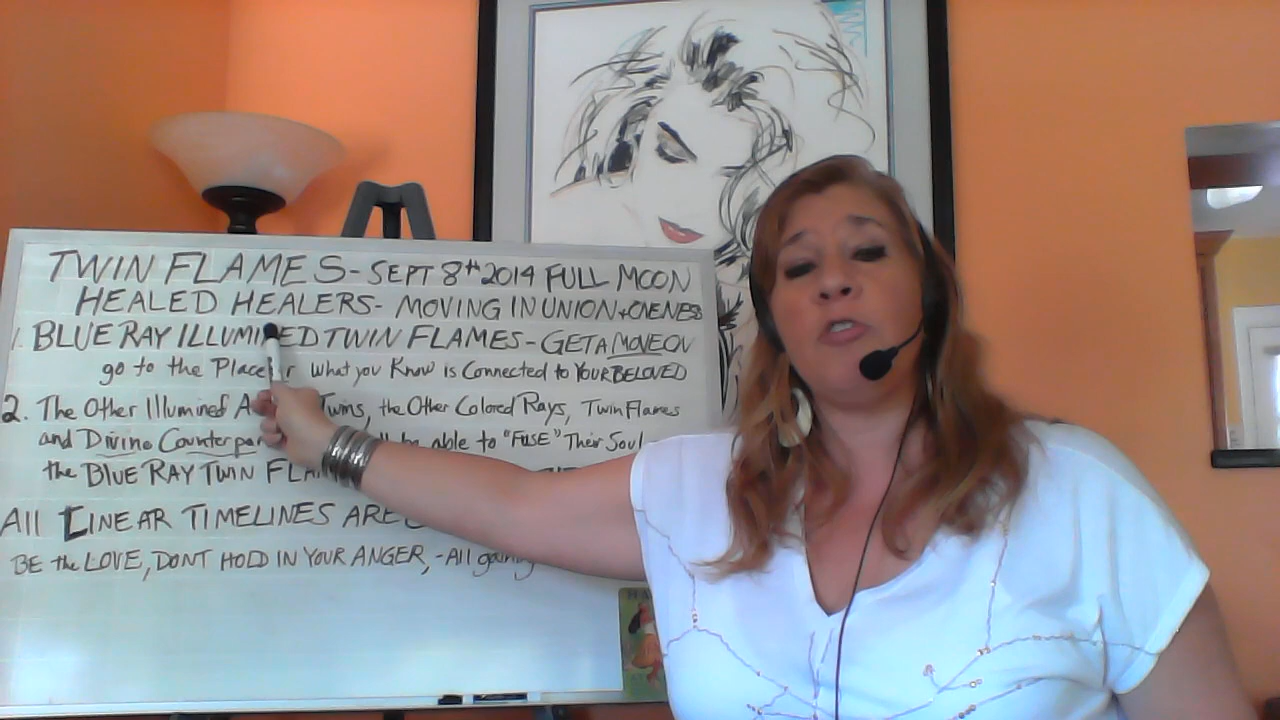 TWIN FLAMES - SEPT 8th 2014 FULL MOON
HEALED HEALERS - MOVING IN UNION + ONENESS
1. BLUE RAY ILLUMINED TWIN FLAMES - GET A MOVE ON
go to the Place r what you Know is Connected to YOUR BELOVED
2. The Other Illumined A Twins, the Other Colored Rays, Twin Flames
and Divine Counterpar be able to "FUSE" Their Soul
the BLUE RAY TWIN FLA
All LINEAR TIMELINES ARE
BE the LOVE, DONT HOLD IN YOUR ANGER, - All going